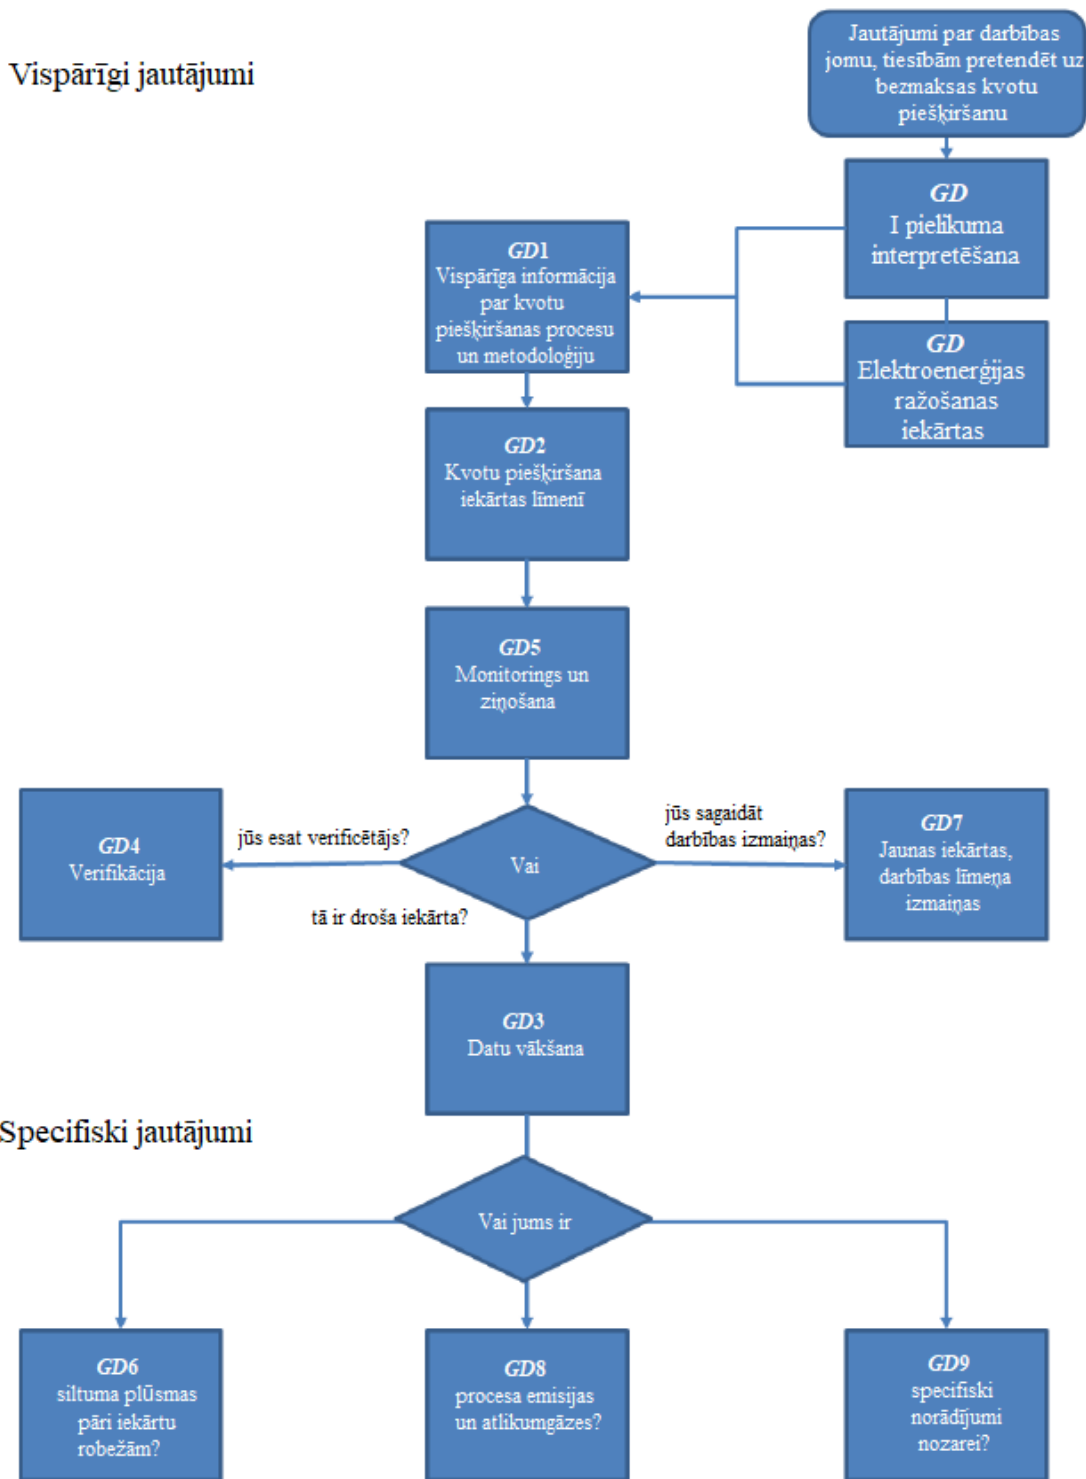 Vispārīgi jautājumi
Jautājumi par darbības
jomu, tiesībām pretendēt uz
bezmaksas kvotu
piešķiršanu
GD
I pielikuma
interpretēšana
GD
Elektroenerģijas
ražošanas
iekārtas
GD1
Vispārīga informācija
par kvotu
piešķiršanas procesu
un metodoloģiju
GD2
Kvotu piešķiršana
iekārtas līmenī
GD5
Monitorings un
ziņošana
GD4
Verifikācija
jūs esat verificētājs?
Vai
jūs sagaidāt
darbības izmaiņas?
GD7
Jaunas iekārtas,
darbības līmeņa
izmaiņas
tā ir droša iekārta?
GD3
Datu vākšana
Specifiski jautājumi
Vai jums ir
GD6
siltuma plūsmas
pāri iekārtu
robežām?
GD8
procesa emisijas
un atlikumgāzes?
GD9
specifiski
norādījumi
nozarei?